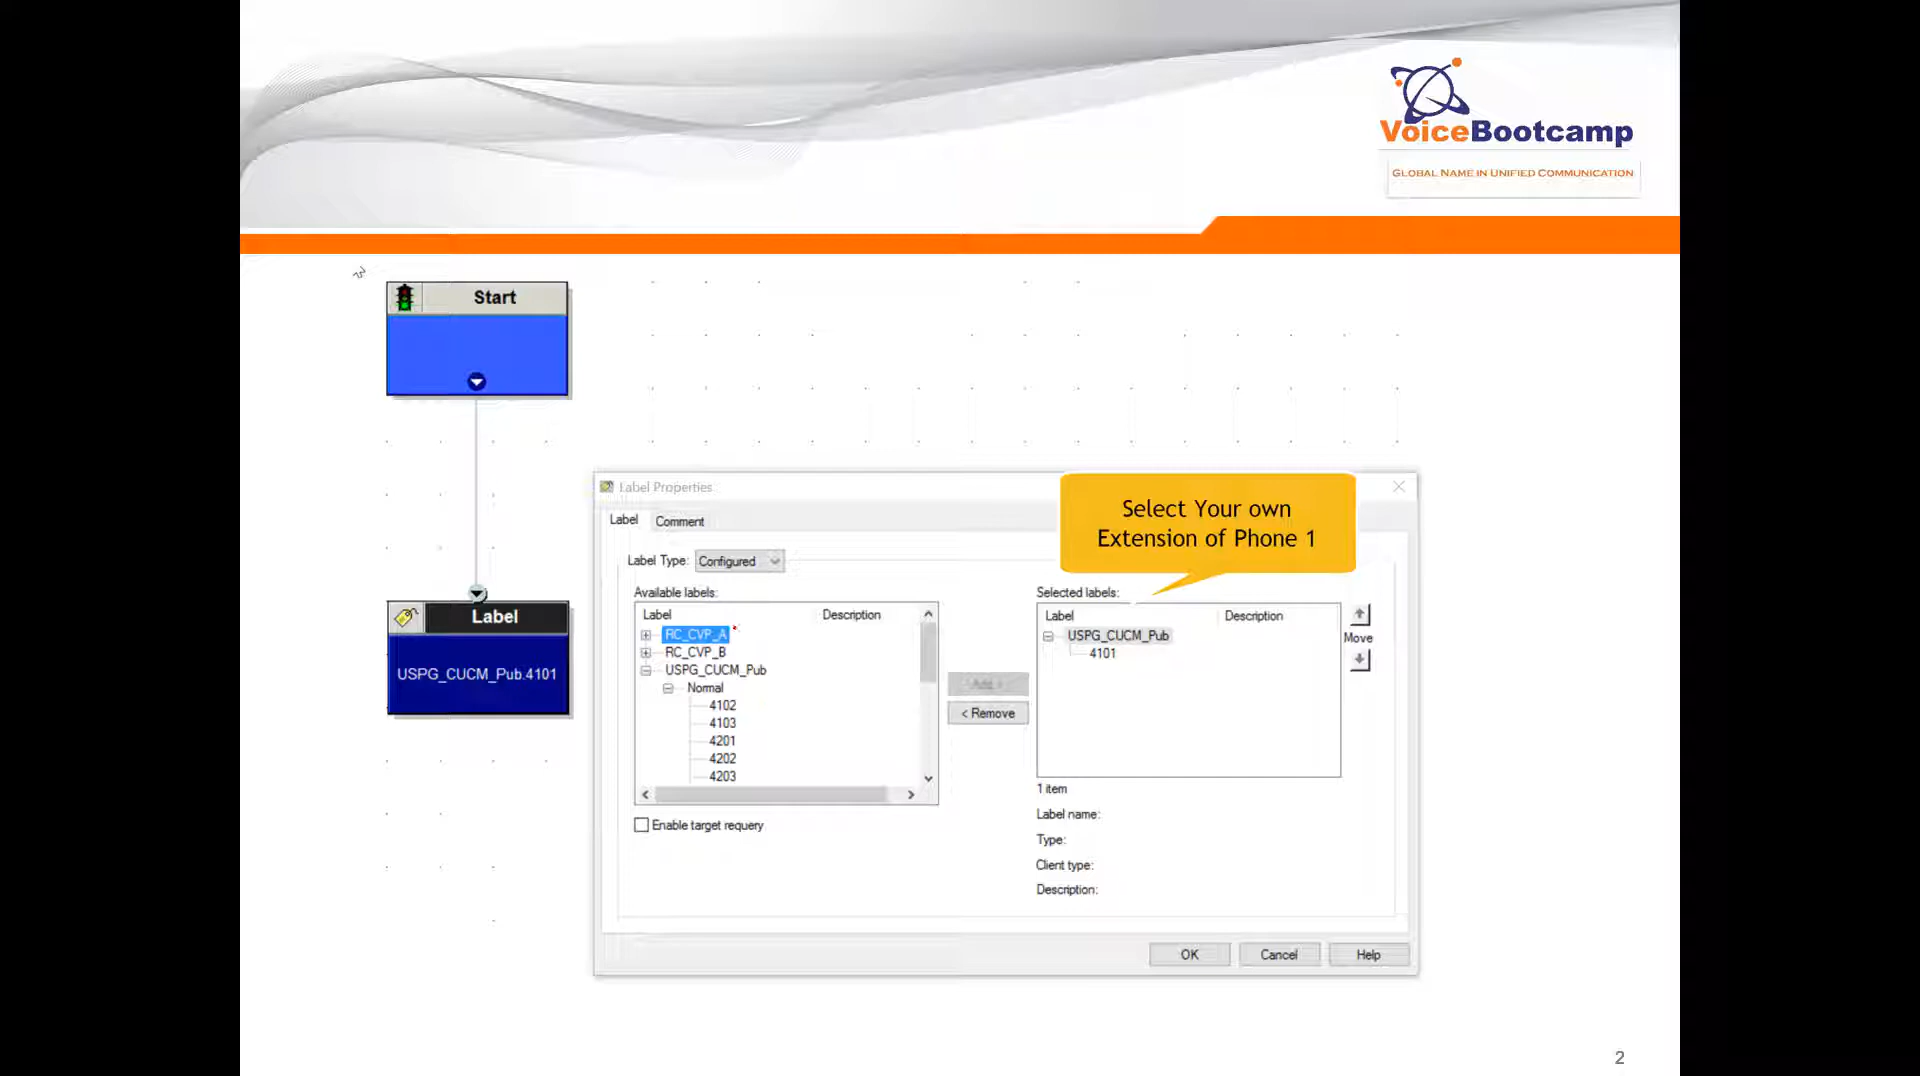 VoiceBootcamp
GLOBAL NAME IN UNIFIED COMMUNICATION
Start
Label
USPG_CUCM_Pub.4101
Label Properties
Select Your own
Extension of Phone 1
Label Comment
Label Type: Configured
Available labels:
Label Description
RC_CVP_A
RC_CVP_B
USPG_CUCM_Pub
Normal
4102
4103
4201
4202
4203
Enable target requery
Add >
< Remove
Selected labels:
Label Description
USPG_CUCM_Pub
4101
Move
1 item
Label name:
Type:
Client type:
Description:
OK Cancel Help
2